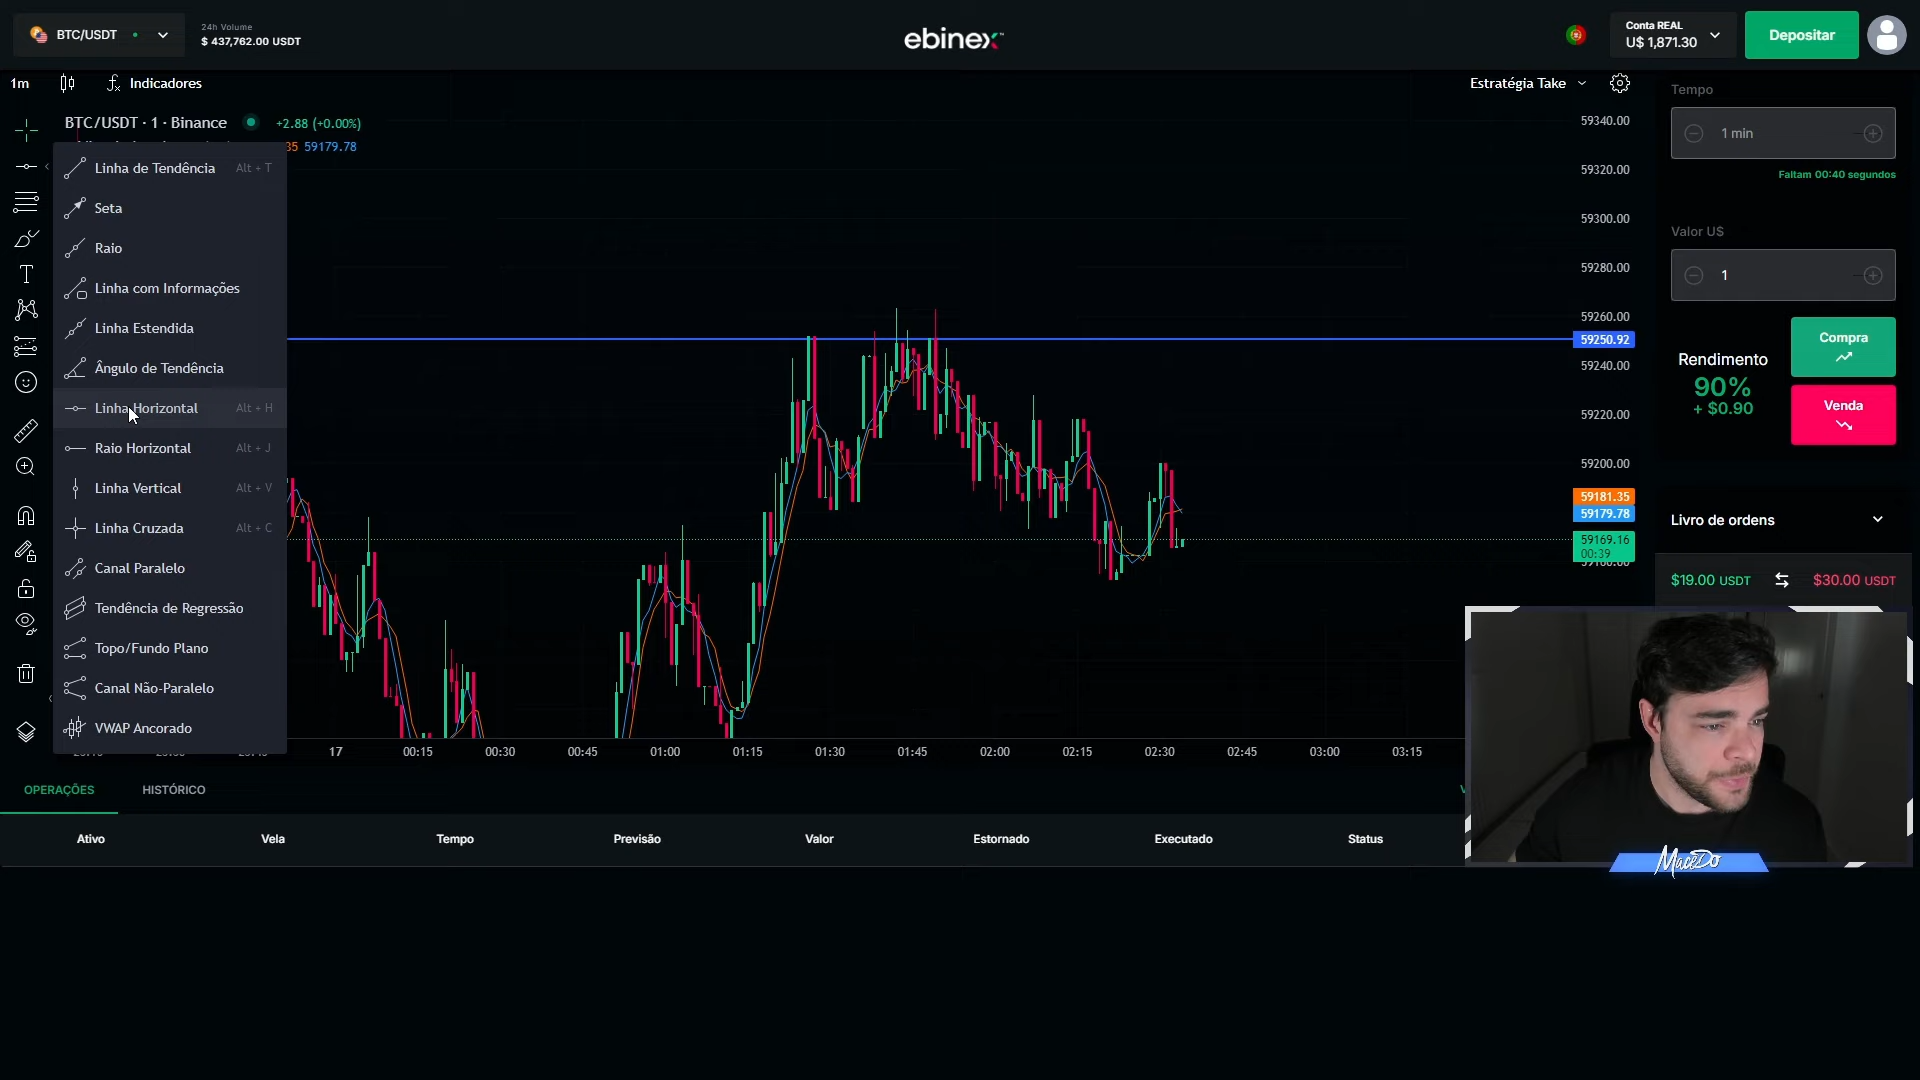 BTC/USDT
24h Volume
$ 437,762.00 USDT
ebinex
Conta REAL
U$ 1,871.30
Depositar
1m
Indicadores
Estratégia Take
BTC/USDT · 1 · Binance
+2.88 (+0.00%)
35 59179.78
Linha de Tendência Alt + T
Seta
Raio
Linha com Informações
Linha Estendida
Ângulo de Tendência
Linha Horizontal Alt + H
Raio Horizontal Alt + J
Linha Vertical Alt + V
Linha Cruzada Alt + C
Canal Paralelo
Tendência de Regressão
Topo/Fundo Plano
Canal Não-Paralelo
VWAP Ancorado
59340.00
59320.00
59300.00
59280.00
59260.00
59250.92
59240.00
59220.00
59200.00
59181.35
59179.78
59169.16
00:39
17 00:15 00:30 00:45 01:00 01:15 01:30 01:45 02:00 02:15 02:30 02:45 03:00 03:15
Tempo
1 min
Faltam 00:40 segundos
Valor U$
1
Rendimento
90%
+ $0.90
Compra
Venda
Livro de ordens
$19.00 USDT
$30.00 USDT
OPERAÇÕES
HISTÓRICO
Ativo Vela Tempo Previsão Valor Estornado Executado Status
MaceDo